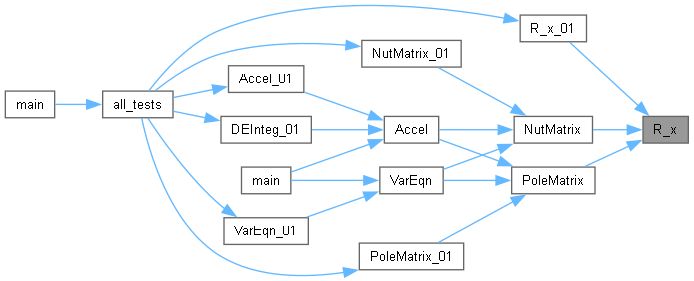 R_x_01
NutMatrix_01
Accel_U1
main
all_tests
DEInteg_01
Accel
NutMatrix
R_x
main
VarEqn
PoleMatrix
VarEqn_U1
PoleMatrix_01